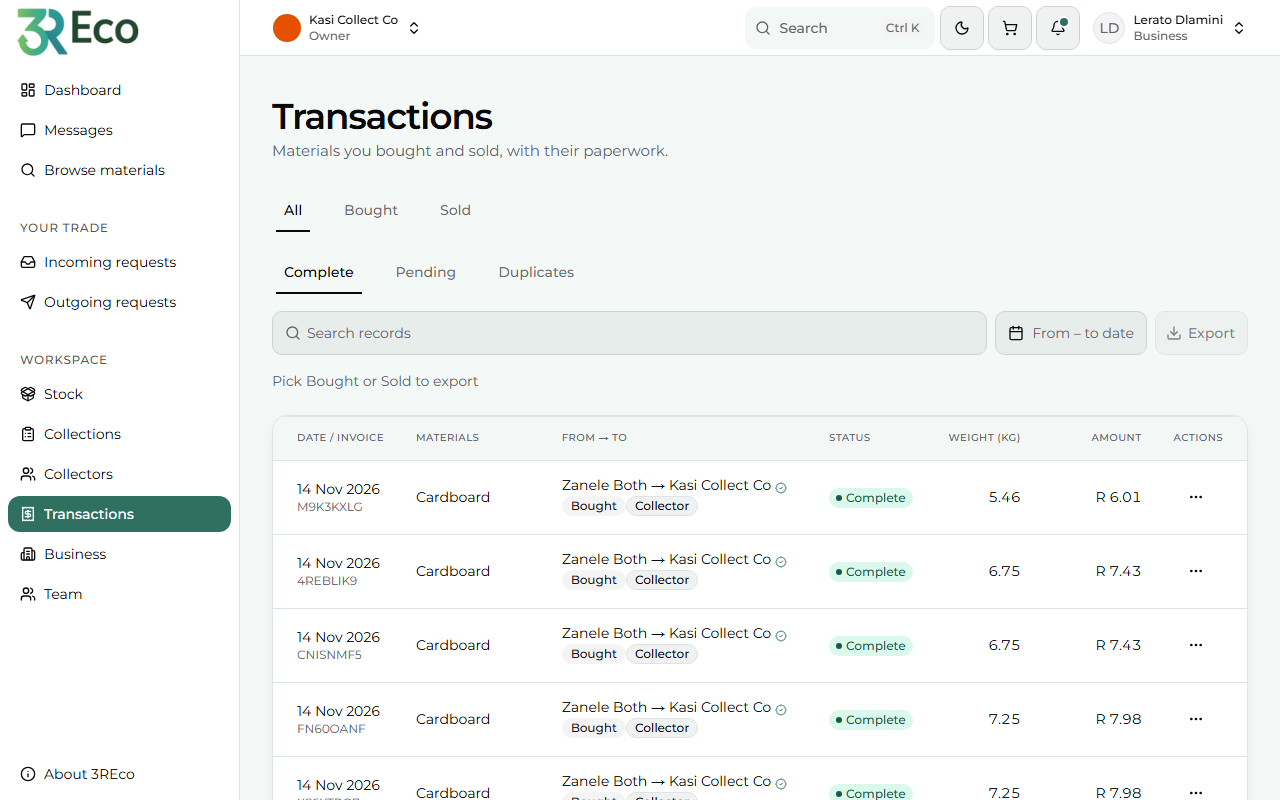 3REco
Kasi Collect Co
Owner
Search Ctrl K
LD
Lerato Dlamini
Business
Dashboard
Messages
Browse materials
YOUR TRADE
Incoming requests
Outgoing requests
WORKSPACE
Stock
Collections
Collectors
Transactions
Business
Team
About 3REco
Transactions
Materials you bought and sold, with their paperwork.
All Bought Sold
Complete Pending Duplicates
Search records From – to date Export
Pick Bought or Sold to export
DATE / INVOICE MATERIALS FROM → TO STATUS WEIGHT (KG) AMOUNT ACTIONS
14 Nov 2026 Cardboard Zanele Both → Kasi Collect Co Complete 5.46 R 6.01
M9K3KXLG Bought Collector
14 Nov 2026 Cardboard Zanele Both → Kasi Collect Co Complete 6.75 R 7.43
4REBLIK9 Bought Collector
14 Nov 2026 Cardboard Zanele Both → Kasi Collect Co Complete 6.75 R 7.43
CNISNMF5 Bought Collector
14 Nov 2026 Cardboard Zanele Both → Kasi Collect Co Complete 7.25 R 7.98
FN60OANF Bought Collector
14 Nov 2026 Cardboard Zanele Both → Kasi Collect Co Complete 7.25 R 7.98
Bought Collector